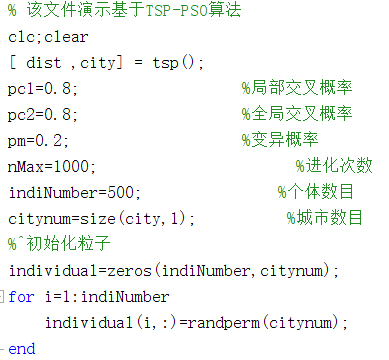 % 该文件演示基于TSP-PSO算法
clc;clear
[ dist ,city] = tsp();
pc1=0.8; %局部交叉概率
pc2=0.8; %全局交叉概率
pm=0.2; %变异概率
nMax=1000; %进化次数
indiNumber=500; %个体数目
citynum=size(city,1); %城市数目
%^初始化粒子
individual=zeros(indiNumber,citynum);
for i=1:indiNumber
individual(i,:)=randperm(citynum);
end